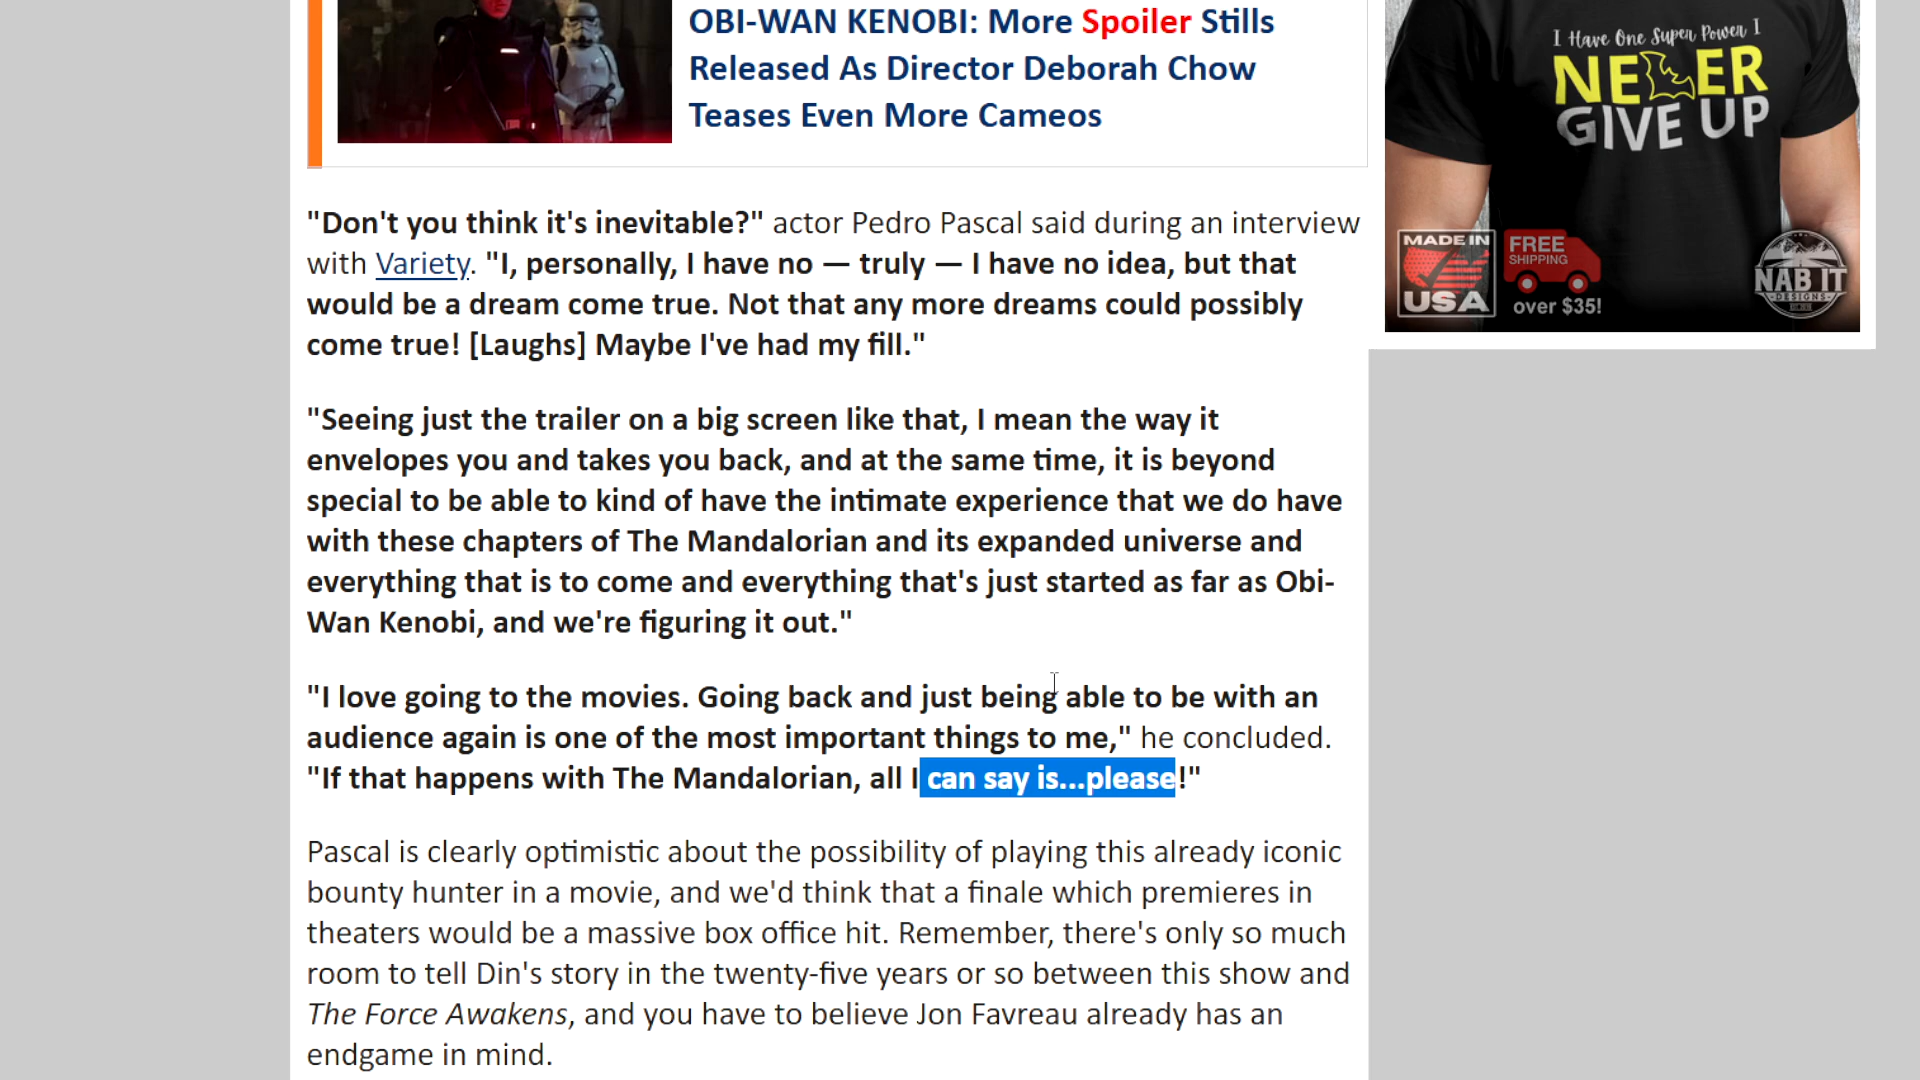 OBI-WAN KENOBI: More Spoiler Stills
Released As Director Deborah Chow
Teases Even More Cameos
"Don't you think it's inevitable?" actor Pedro Pascal said during an interview
with Variety. "I, personally, I have no — truly — I have no idea, but that
would be a dream come true. Not that any more dreams could possibly
come true! [Laughs] Maybe I've had my fill."
"Seeing just the trailer on a big screen like that, I mean the way it
envelopes you and takes you back, and at the same time, it is beyond
special to be able to kind of have the intimate experience that we do have
with these chapters of The Mandalorian and its expanded universe and
everything that is to come and everything that's just started as far as Obi-
Wan Kenobi, and we're figuring it out."
"I love going to the movies. Going back and just being able to be with an
audience again is one of the most important things to me," he concluded.
"If that happens with The Mandalorian, all I can say is...please!"
Pascal is clearly optimistic about the possibility of playing this already iconic
bounty hunter in a movie, and we'd think that a finale which premieres in
theaters would be a massive box office hit. Remember, there's only so much
room to tell Din's story in the twenty-five years or so between this show and
The Force Awakens, and you have to believe Jon Favreau already has an
endgame in mind.
I Have One Super Power I
NEVER
GIVE UP
MADE IN
USA
FREE
SHIPPING
over $35!
NAB IT
DESIGNS